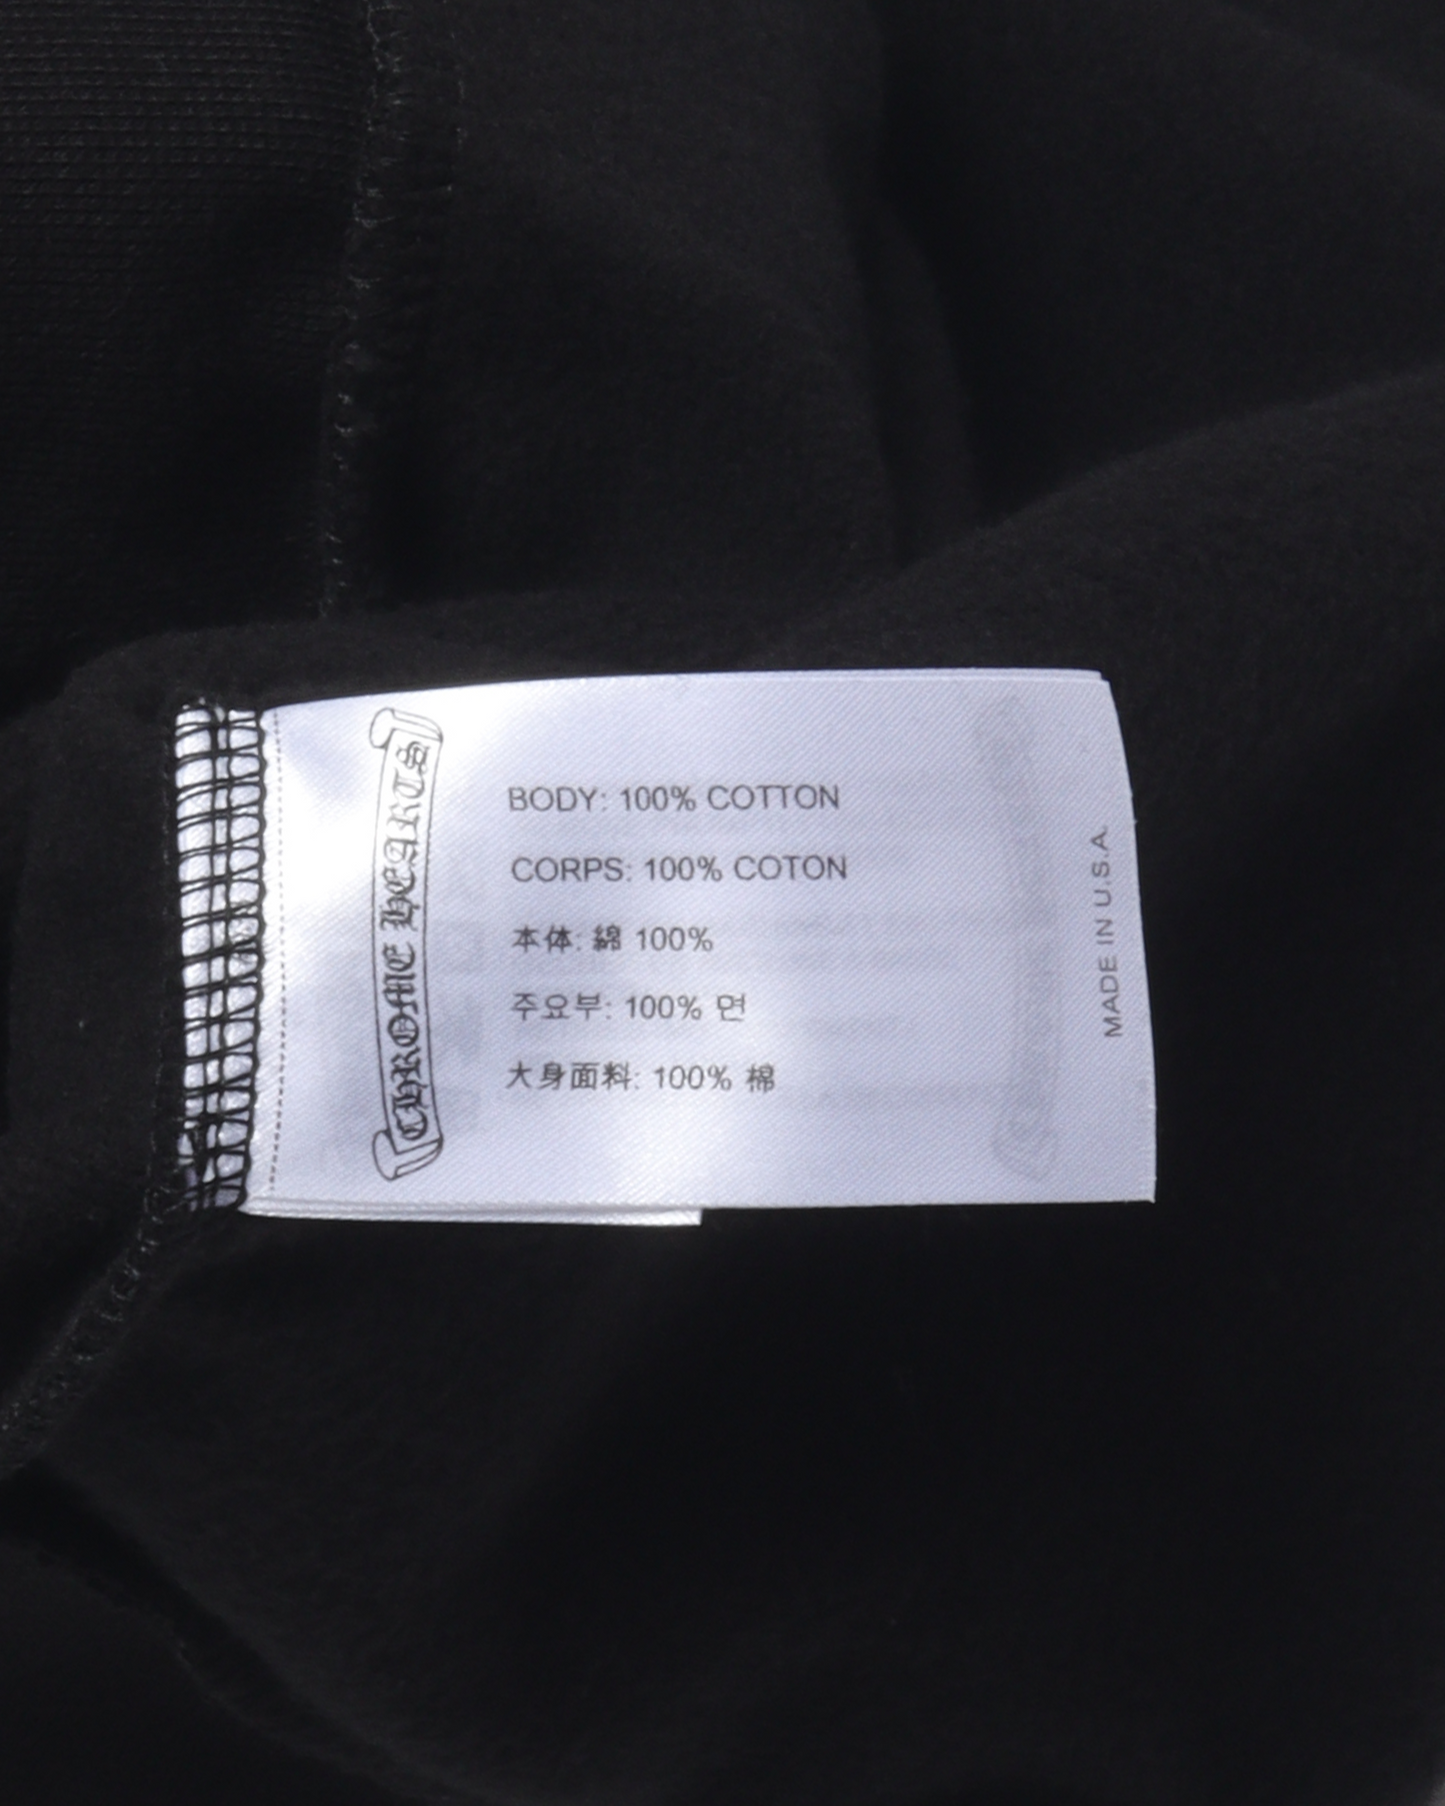 CHROME HEARTS
BODY: 100% COTTON
CORPS: 100% COTON
本体: 綿 100%
주요부: 100% 면
大身面料: 100% 棉
MADE IN U.S.A.